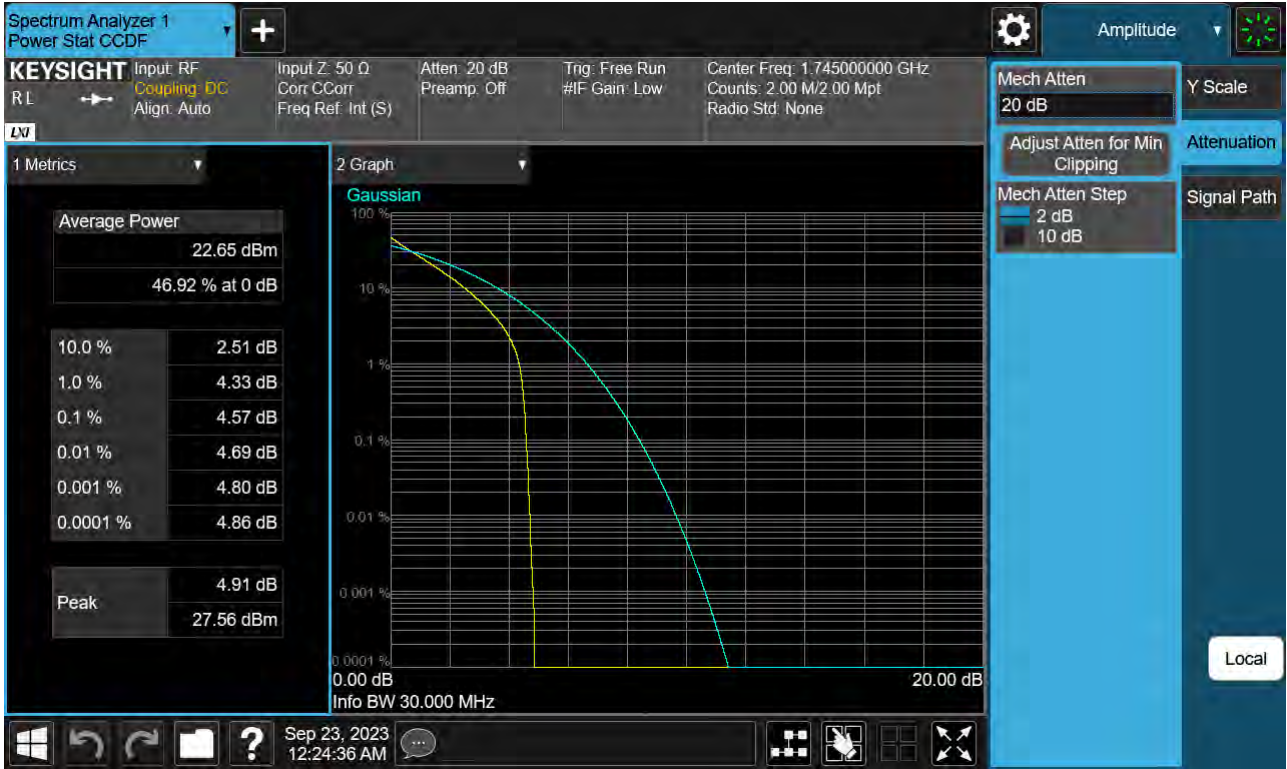 Spectrum Analyzer 1
Power Stat CCDF
+
Amplitude
KEYSIGHT
R L
LXI
Input: RF
Coupling: DC
Align: Auto
Input Z: 50 Ω
Corr CCorr
Freq Ref: Int (S)
Atten: 20 dB
Preamp: Off
Trig: Free Run
#IF Gain: Low
Center Freq: 1.745000000 GHz
Counts: 2.00 M/2.00 Mpt
Radio Std: None
Mech Atten
20 dB
Adjust Atten for Min
Clipping
Mech Atten Step
2 dB
10 dB
Y Scale
Attenuation
Signal Path
Local
1 Metrics
Average Power
22.65 dBm
46.92 % at 0 dB
10.0 % 2.51 dB
1.0 % 4.33 dB
0.1 % 4.57 dB
0.01 % 4.69 dB
0.001 % 4.80 dB
0.0001 % 4.86 dB
Peak
4.91 dB
27.56 dBm
2 Graph
Gaussian
100 %
10 %
1 %
0.1 %
0.01 %
0.001 %
0.0001 %
0.00 dB 20.00 dB
Info BW 30.000 MHz
?
Sep 23, 2023
12:24:36 AM